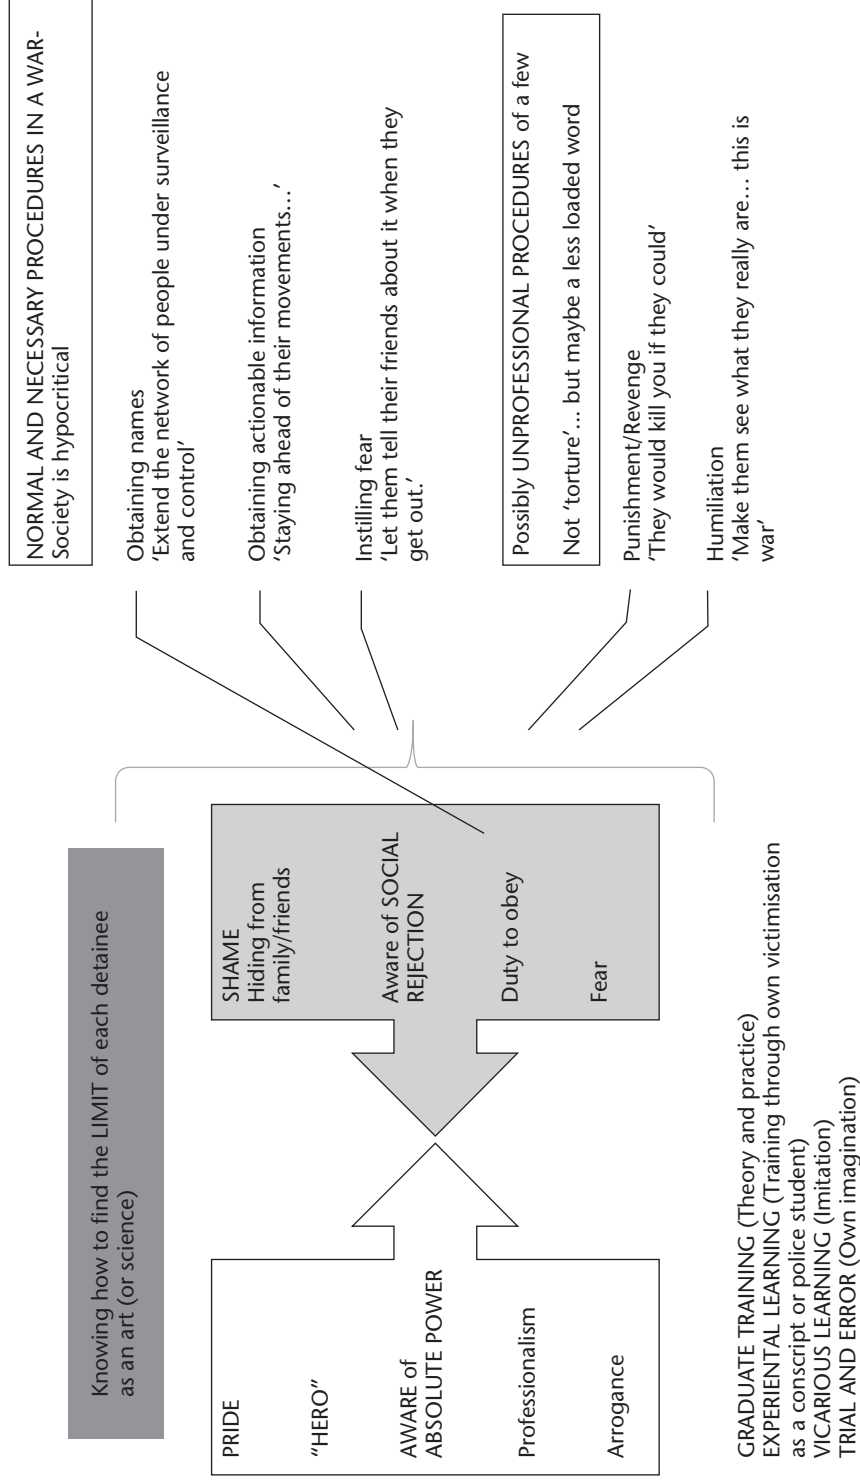 Knowing how to find the LIMIT of each detainee
as an art (or science)
PRIDE
“HERO”
AWARE of
ABSOLUTE POWER
Professionalism
Arrogance
SHAME
Hiding from
family/friends
Aware of SOCIAL
REJECTION
Duty to obey
Fear
GRADUATE TRAINING (Theory and practice)
EXPERIENTAL LEARNING (Training through own victimisation
as a conscript or police student)
VICARIOUS LEARNING (Imitation)
TRIAL AND ERROR (Own imagination)
NORMAL AND NECESSARY PROCEDURES IN A WAR-
Society is hypocritical
Obtaining names
‘Extend the network of people under surveillance
and control’
Obtaining actionable information
‘Staying ahead of their movements…’
Instilling fear
‘Let them tell their friends about it when they
get out.’
Possibly UNPROFESSIONAL PROCEDURES of a few
Not ‘torture’... but maybe a less loaded word
Punishment/Revenge
‘They would kill you if they could’
Humiliation
‘Make them see what they really are… this is
war’